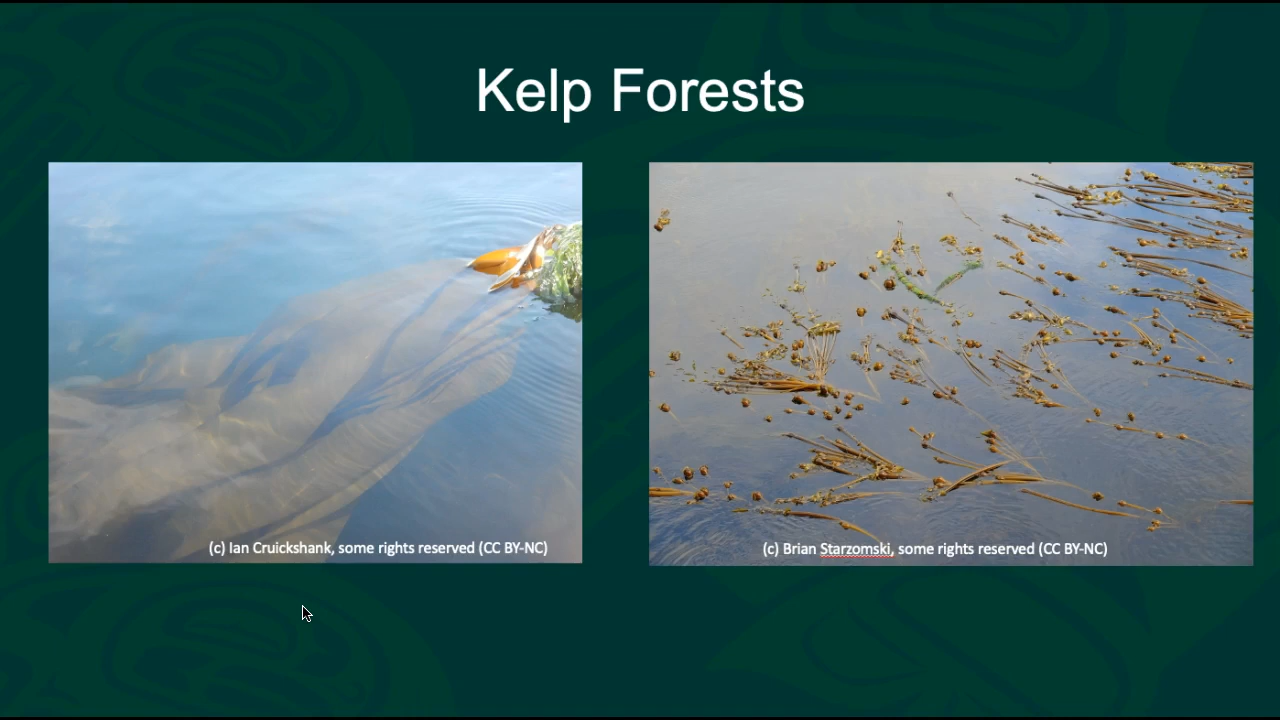 Kelp Forests
(c) Ian Cruickshank, some rights reserved (CC BY-NC)
(c) Brian Starzomski, some rights reserved (CC BY-NC)